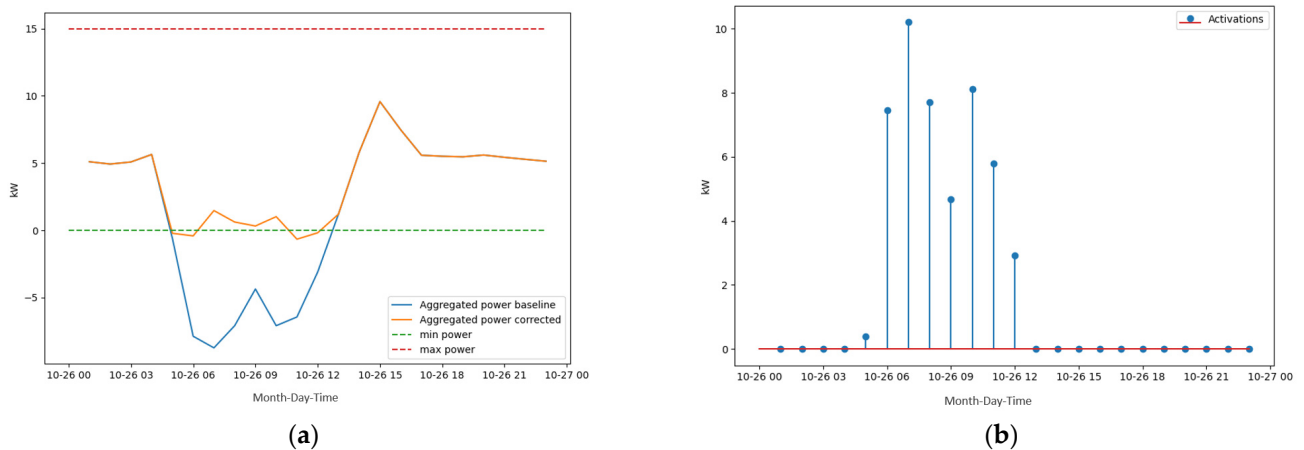 15
10
5
0
−5
kW
10-26 00 10-26 03 10-26 06 10-26 09 10-26 12 10-26 15 10-26 18 10-26 21 10-27 00
Month-Day-Time
Aggregated power baseline
Aggregated power corrected
min power
max power
(a)
10
8
6
4
2
0
kW
Activations
10-26 00 10-26 03 10-26 06 10-26 09 10-26 12 10-26 15 10-26 18 10-26 21 10-27 00
Month-Day-Time
(b)